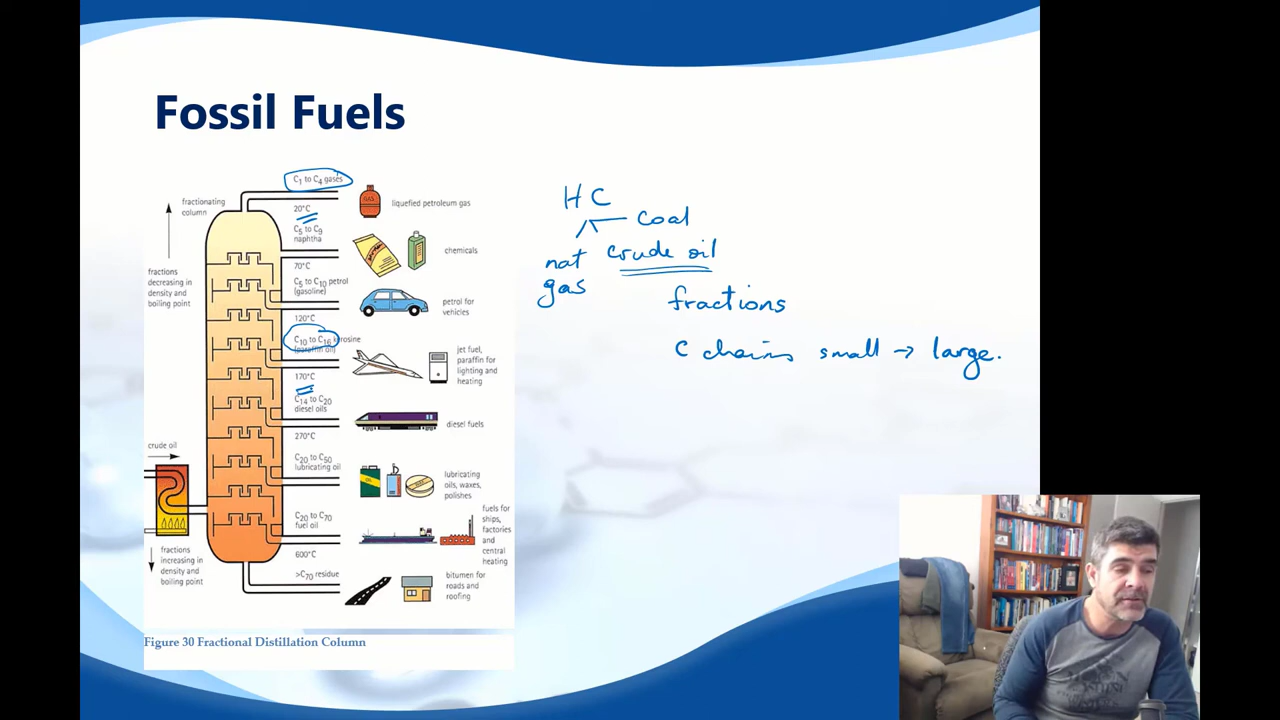 Fossil Fuels
C1 to C4 gases
fractionating
column
20°C
liquefied petroleum gas
C5 to C9
naphtha
chemicals
70°C
fractions
decreasing in
density and
boiling point
C5 to C10 petrol
(gasoline)
petrol for
vehicles
120°C
C10 to C16 kerosine
(paraffin oil)
jet fuel,
paraffin for
lighting and
heating
170°C
C14 to C20
diesel oils
diesel fuels
270°C
crude oil
C20 to C50
lubricating oil
lubricating
oils, waxes,
polishes
C20 to C70
fuel oil
fuels for
ships,
factories
and central
heating
600°C
fractions
increasing in
density and
boiling point
>C70 residue
bitumen for
roads and
roofing
Figure 30 Fractional Distillation Column
H C
coal
nat
gas
crude oil
fractions
C chains small → large.
GAS